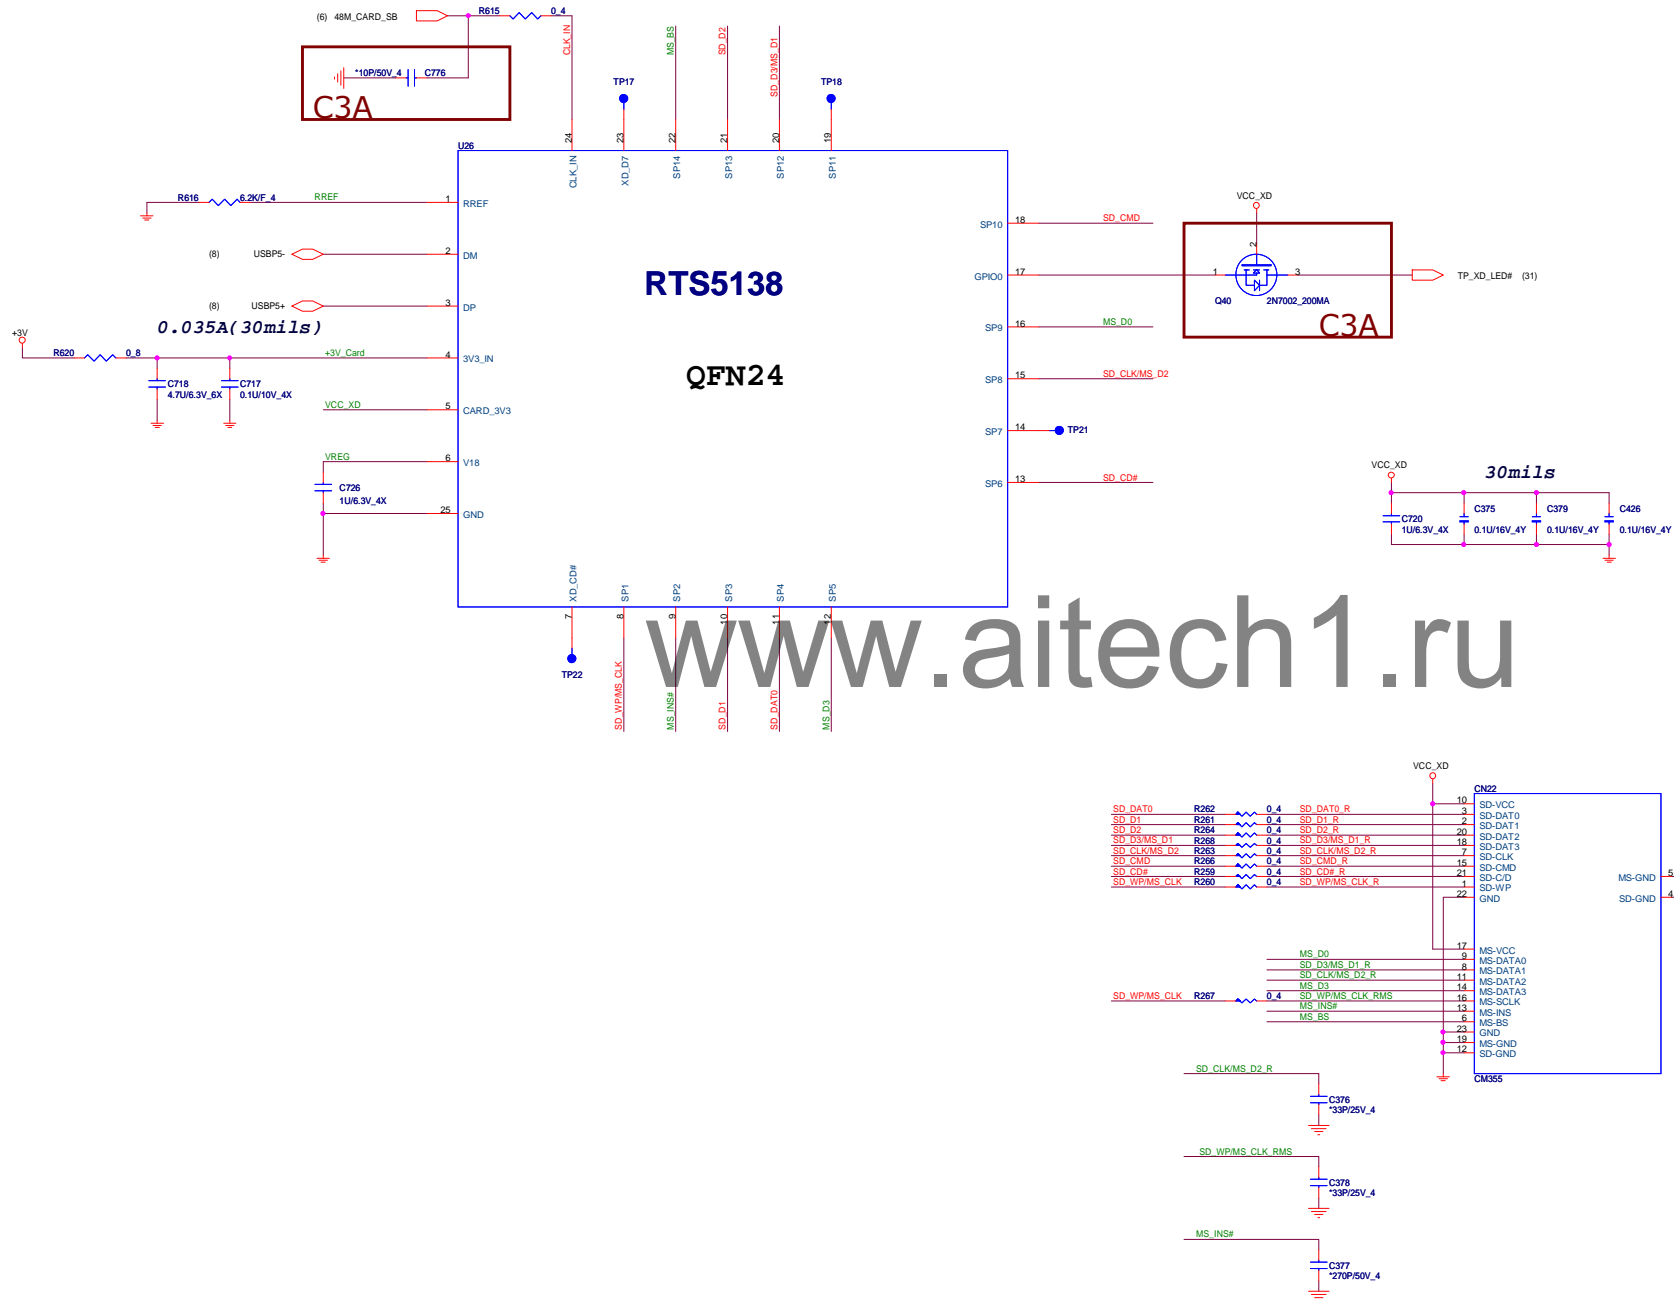 (6) 48M_CARD_SB
R615 0_4
*10P/50V_4 C776
C3A
CLK_IN
MS_BS
SD_D2
SD_D3/MS_D1
TP17
TP18
24
23
22
21
20
19
U26
CLK_IN
XD_D7
SP14
SP13
SP12
SP11
R616 6.2K/F_4 RREF 1 RREF
(8) USBP5- 2 DM
(8) USBP5+ 3 DP
0.035A(30mils)
+3V
R620 0_8 +3V_Card 4 3V3_IN
C718
4.7U/6.3V_6X
C717
0.1U/10V_4X
VCC_XD 5 CARD_3V3
VREG 6 V18
C726
1U/6.3V_4X
25 GND
RTS5138
QFN24
SP10 18 SD_CMD
GPIO0 17
SP9 16 MS_D0
SP8 15 SD_CLK/MS_D2
SP7 14 TP21
SP6 13 SD_CD#
VCC_XD
2
1 3
Q40 2N7002_200MA
C3A
TP_XD_LED# (31)
VCC_XD
30mils
C720
1U/6.3V_4X
C375
0.1U/16V_4Y
C379
0.1U/16V_4Y
C426
0.1U/16V_4Y
XD_CD#
SP1
SP2
SP3
SP4
SP5
7
8
9
10
11
12
TP22
SD_WP/MS_CLK
MS_INS#
SD_D1
SD_DAT0
MS_D3
www.aitech1.ru
VCC_XD
CN22
10 SD-VCC
SD_DAT0 R262 0_4 SD_DAT0_R 3 SD-DAT0
SD_D1 R261 0_4 SD_D1_R 2 SD-DAT1
SD_D2 R264 0_4 SD_D2_R 20 SD-DAT2
SD_D3/MS_D1 R268 0_4 SD_D3/MS_D1_R 18 SD-DAT3
SD_CLK/MS_D2 R263 0_4 SD_CLK/MS_D2_R 7 SD-CLK
SD_CMD R266 0_4 SD_CMD_R 15 SD-CMD
SD_CD# R259 0_4 SD_CD#_R 21 SD-C/D
SD_WP/MS_CLK R260 0_4 SD_WP/MS_CLK_R 1 SD-WP
22 GND
MS-GND 5
SD-GND 4
17 MS-VCC
MS_D0 9 MS-DATA0
SD_D3/MS_D1_R 8 MS-DATA1
SD_CLK/MS_D2_R 11 MS-DATA2
MS_D3 14 MS-DATA3
SD_WP/MS_CLK R267 0_4 SD_WP/MS_CLK_RMS 16 MS-SCLK
MS_INS# 13 MS-INS
MS_BS 6 MS-BS
23 GND
19 MS-GND
12 SD-GND
CM355
SD_CLK/MS_D2_R
C376
*33P/25V_4
SD_WP/MS_CLK_RMS
C378
*33P/25V_4
MS_INS#
C377
*270P/50V_4